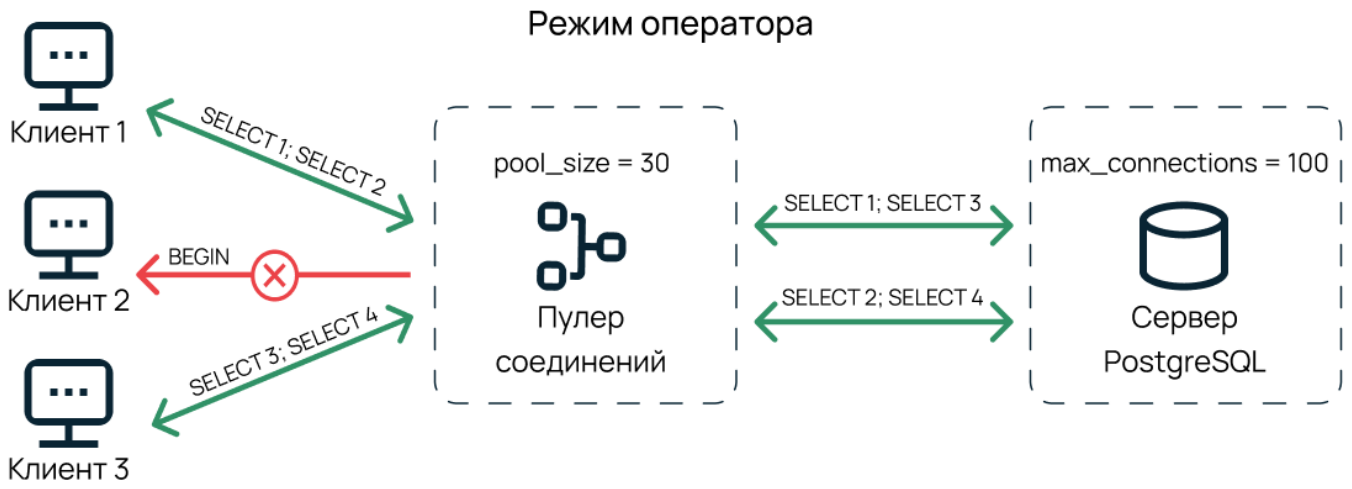 Режим оператора
Клиент 1
SELECT 1; SELECT 2
Клиент 2
BEGIN
Клиент 3
SELECT 3; SELECT 4
pool_size = 30
Пулер
соединений
SELECT 1; SELECT 3
SELECT 2; SELECT 4
max_connections = 100
Сервер
PostgreSQL